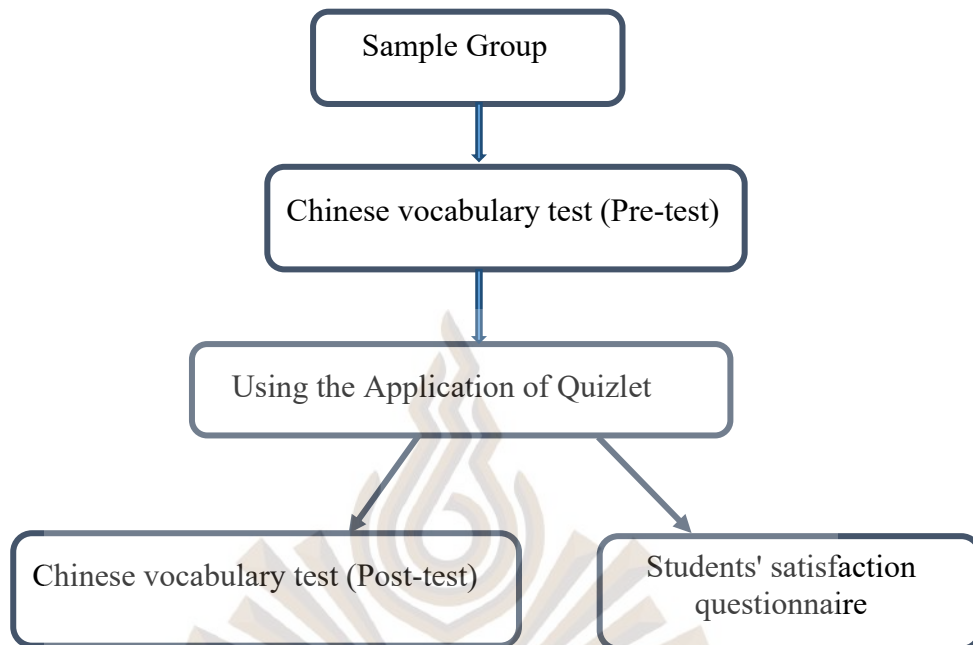 Sample Group
Chinese vocabulary test (Pre-test)
Using the Application of Quizlet
Chinese vocabulary test (Post-test)
Students' satisfaction
questionnaire